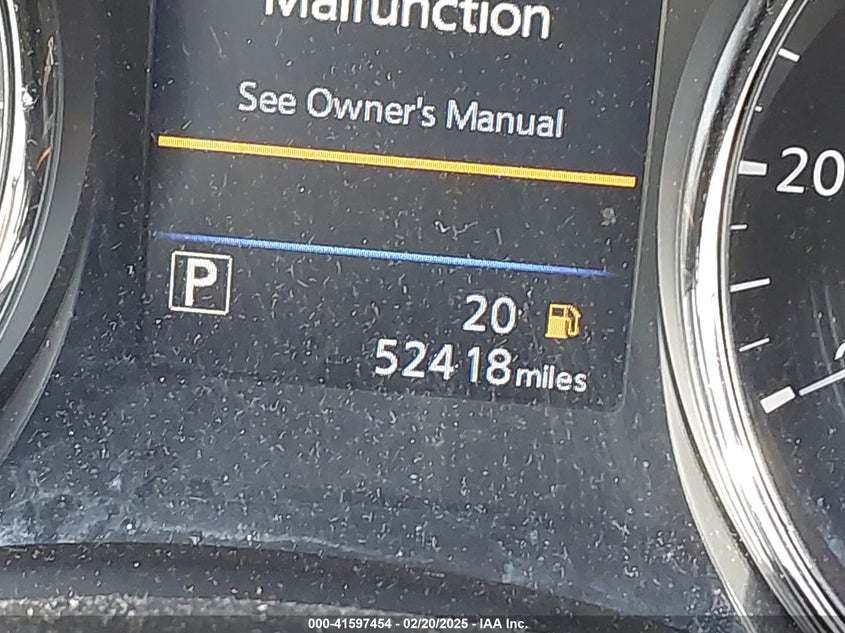 Malfunction
See Owner's Manual
20
P
20
52418 miles
000-41597454 – 02/20/2025 – IAA Inc.